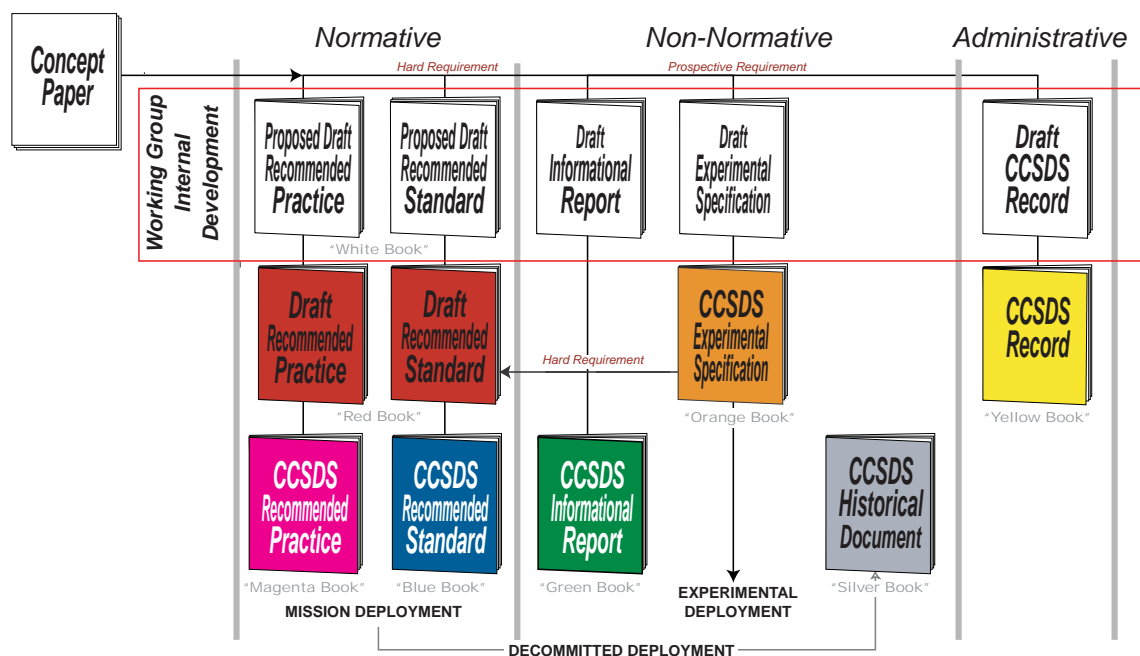 Concept
Paper
Normative
Non-Normative
Administrative
Hard Requirement
Prospective Requirement
Working Group
Internal
Development
Proposed Draft
Recommended
Practice
Proposed Draft
Recommended
Standard
Draft
Informational
Report
Draft
Experimental
Specification
Draft
CCSDS
Record
"White Book"
Draft
Recommended
Practice
Draft
Recommended
Standard
Hard Requirement
CCSDS
Experimental
Specification
CCSDS
Record
"Red Book"
"Orange Book"
"Yellow Book"
CCSDS
Recommended
Practice
CCSDS
Recommended
Standard
CCSDS
Informational
Report
CCSDS
Historical
Document
"Magenta Book"
"Blue Book"
"Green Book"
"Silver Book"
MISSION DEPLOYMENT
EXPERIMENTAL
DEPLOYMENT
DECOMMITTED DEPLOYMENT